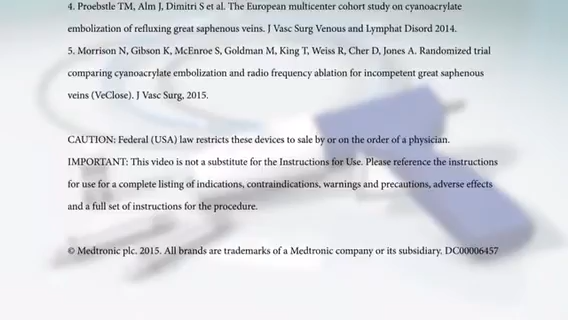 4. Proebstle TM, Alm J, Dimitri S et al. The European multicenter cohort study on cyanoacrylate
embolization of refluxing great saphenous veins. J Vasc Surg Venous and Lymphat Disord 2014.
5. Morrison N, Gibson K, McEnroe S, Goldman M, King T, Weiss R, Cher D, Jones A. Randomized trial
comparing cyanoacrylate embolization and radio frequency ablation for incompetent great saphenous
veins (VeClose). J Vasc Surg, 2015.
CAUTION: Federal (USA) law restricts these devices to sale by or on the order of a physician.
IMPORTANT: This video is not a substitute for the Instructions for Use. Please reference the instructions
for use for a complete listing of indications, contraindications, warnings and precautions, adverse effects
and a full set of instructions for the procedure.
© Medtronic plc. 2015. All brands are trademarks of a Medtronic company or its subsidiary. DC00006457